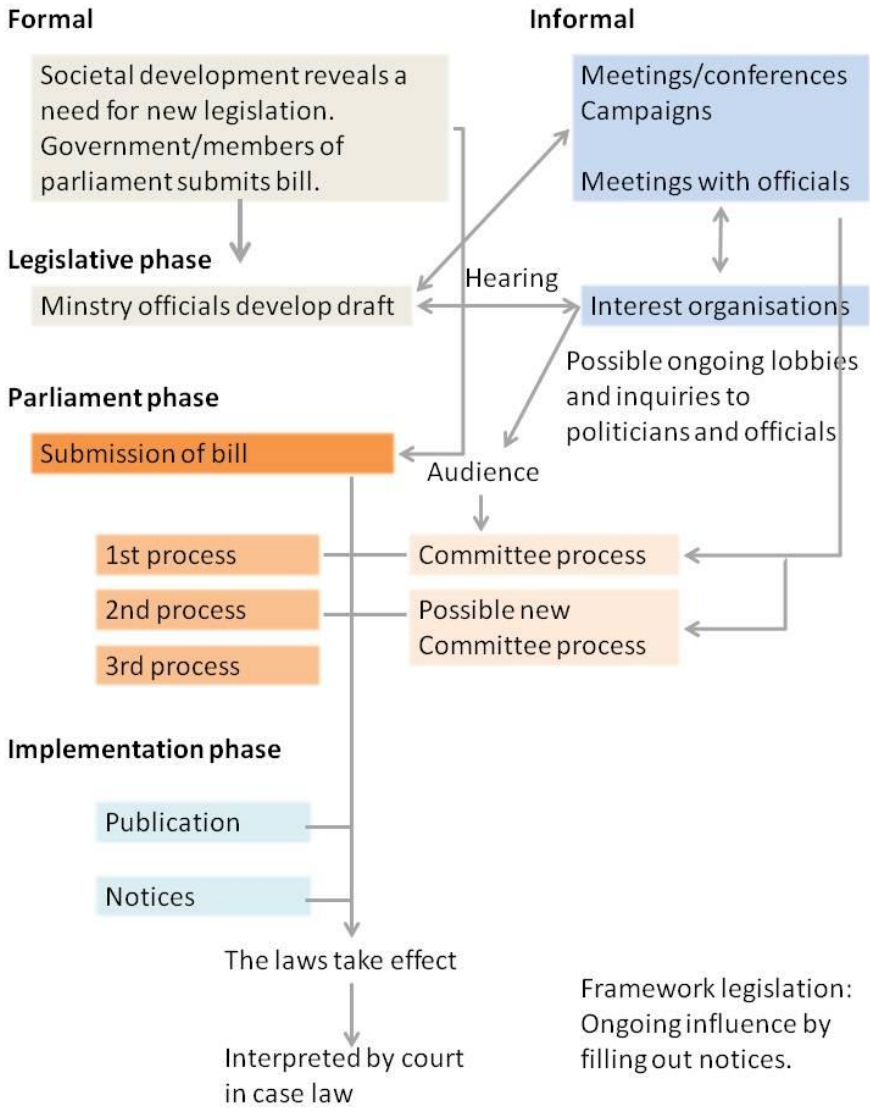 Formal
Informal
Societal development reveals a
need for new legislation.
Government/members of
parliament submits bill.
Meetings/conferences
Campaigns
Meetings with officials
Legislative phase
Hearing
Minstry officials develop draft
Interest organisations
Possible ongoing lobbies
and inquiries to
politicians and officials
Parliament phase
Submission of bill
Audience
1st process
Committee process
2nd process
Possible new
Committee process
3rd process
Implementation phase
Publication
Notices
The laws take effect
Framework legislation:
Ongoing influence by
filling out notices.
Interpreted by court
in case law